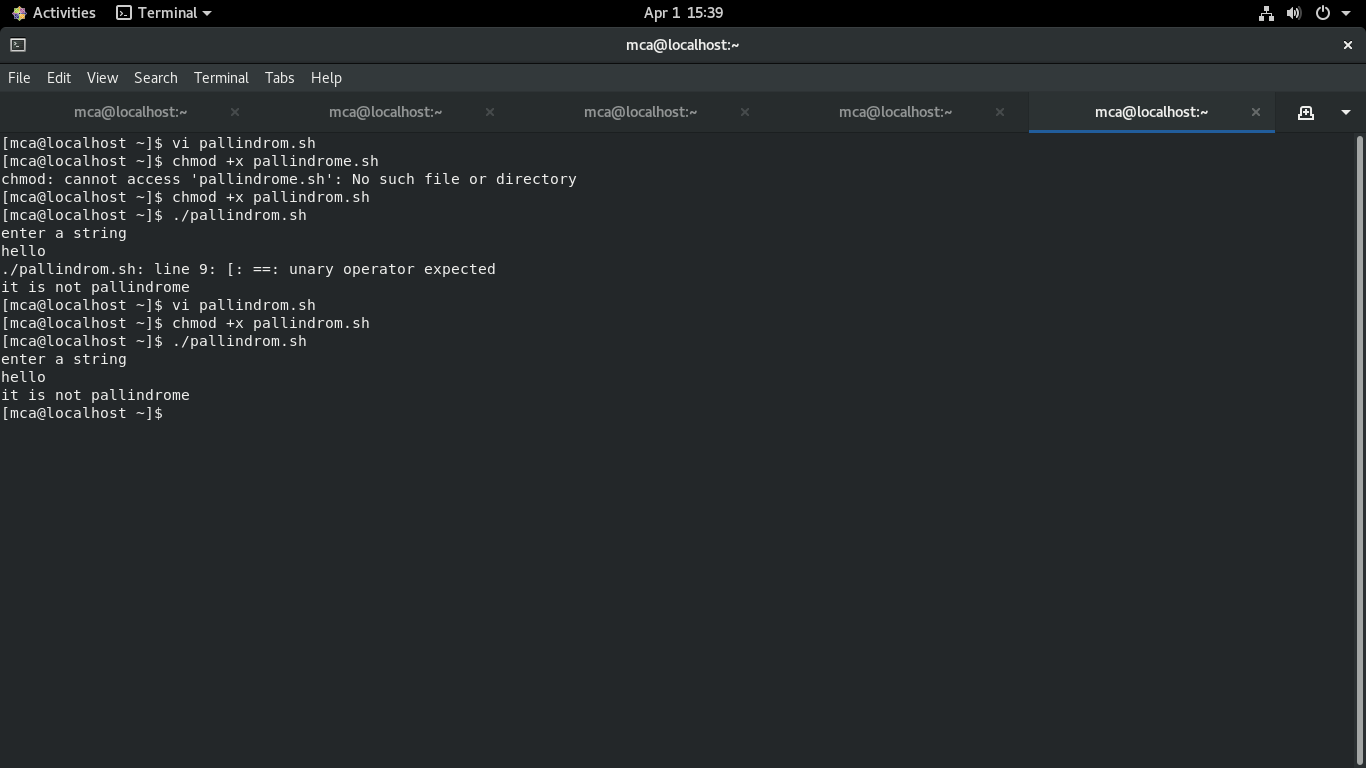 Activities Terminal Apr 1 15:39
mca@localhost:~
File Edit View Search Terminal Tabs Help
mca@localhost:~ mca@localhost:~ mca@localhost:~ mca@localhost:~ mca@localhost:~
[mca@localhost ~]$ vi pallindrom.sh
[mca@localhost ~]$ chmod +x pallindrome.sh
chmod: cannot access 'pallindrome.sh': No such file or directory
[mca@localhost ~]$ chmod +x pallindrom.sh
[mca@localhost ~]$ ./pallindrom.sh
enter a string
hello
./pallindrom.sh: line 9: [: ==: unary operator expected
it is not pallindrome
[mca@localhost ~]$ vi pallindrom.sh
[mca@localhost ~]$ chmod +x pallindrom.sh
[mca@localhost ~]$ ./pallindrom.sh
enter a string
hello
it is not pallindrome
[mca@localhost ~]$